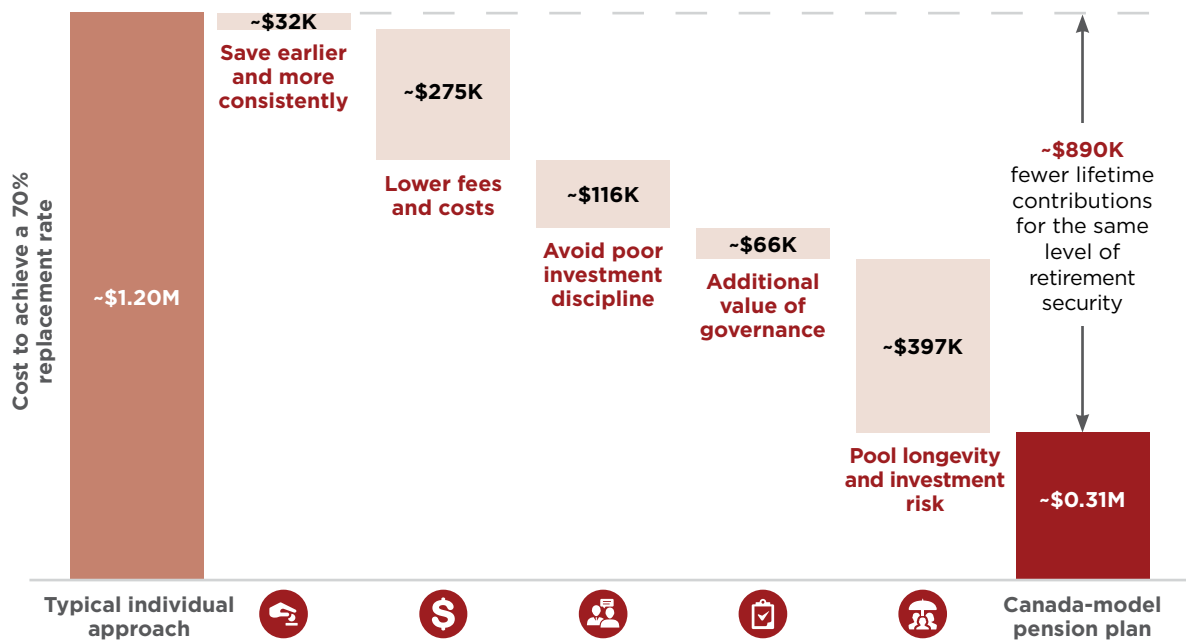 Cost to achieve a 70%
replacement rate
~$1.20M
Typical individual
approach
~$32K
Save earlier
and more
consistently
~$275K
Lower fees
and costs
$
~$116K
Avoid poor
investment
discipline
~$66K
Additional
value of
governance
~$397K
Pool longevity
and investment
risk
~$890K
fewer lifetime
contributions
for the same
level of
retirement
security
~$0.31M
Canada-model
pension plan